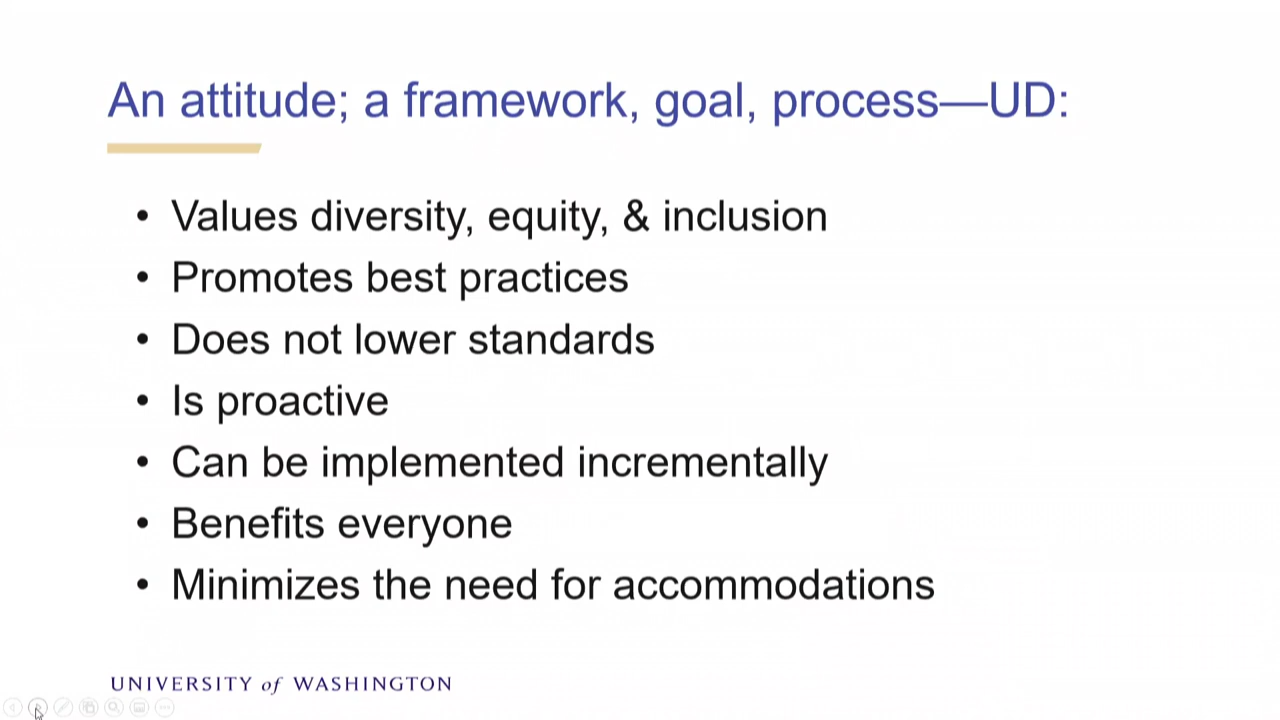 An attitude; a framework, goal, process—UD:
• Values diversity, equity, & inclusion
• Promotes best practices
• Does not lower standards
• Is proactive
• Can be implemented incrementally
• Benefits everyone
• Minimizes the need for accommodations
UNIVERSITY of WASHINGTON